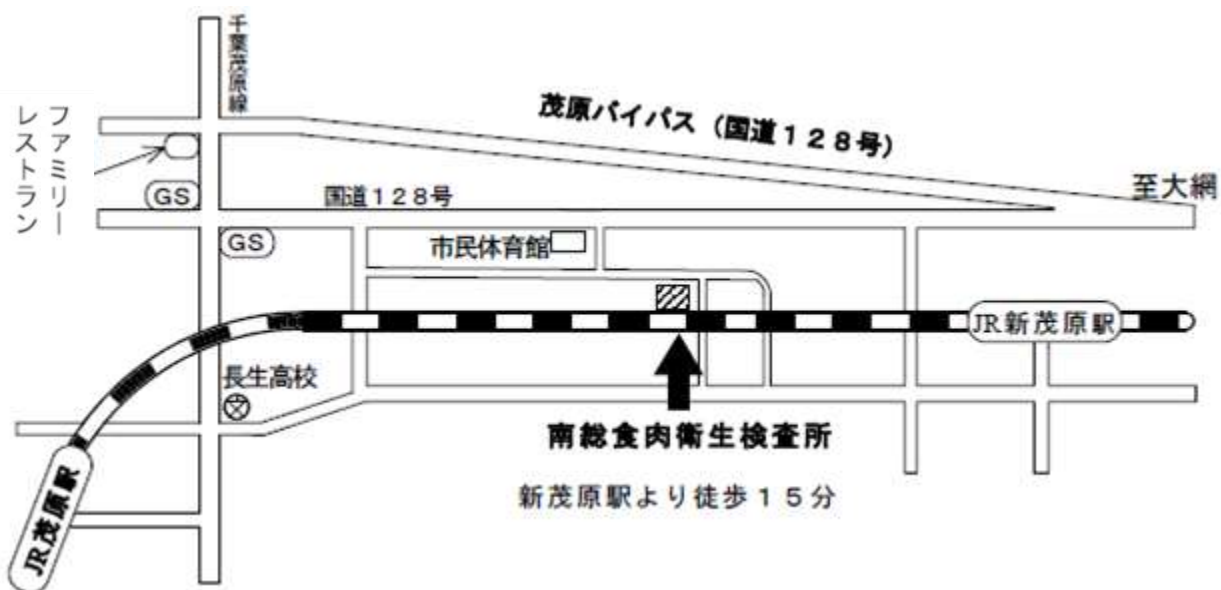 千葉茂原線
ファミリー
レストラン
茂原バイパス（国道１２８号）
至大網
GS
国道１２８号
GS
市民体育館
JR新茂原駅
長生高校
文
南総食肉衛生検査所
JR茂原駅
新茂原駅より徒歩１５分